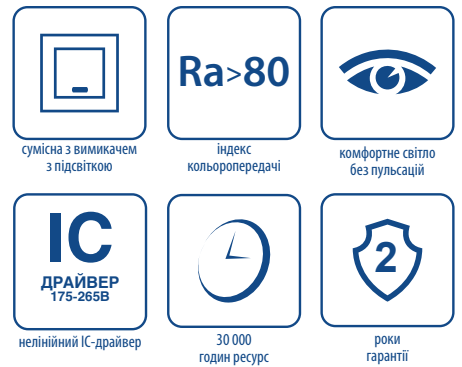 Ra>80
сумісна з вимикачем
з підсвіткою
індекс
кольоропередачі
комфортне світло
без пульсацій
IC
ДРАЙВЕР
175-265В
2
нелінійний IC-драйвер
30 000
годин ресурс
роки
гарантії